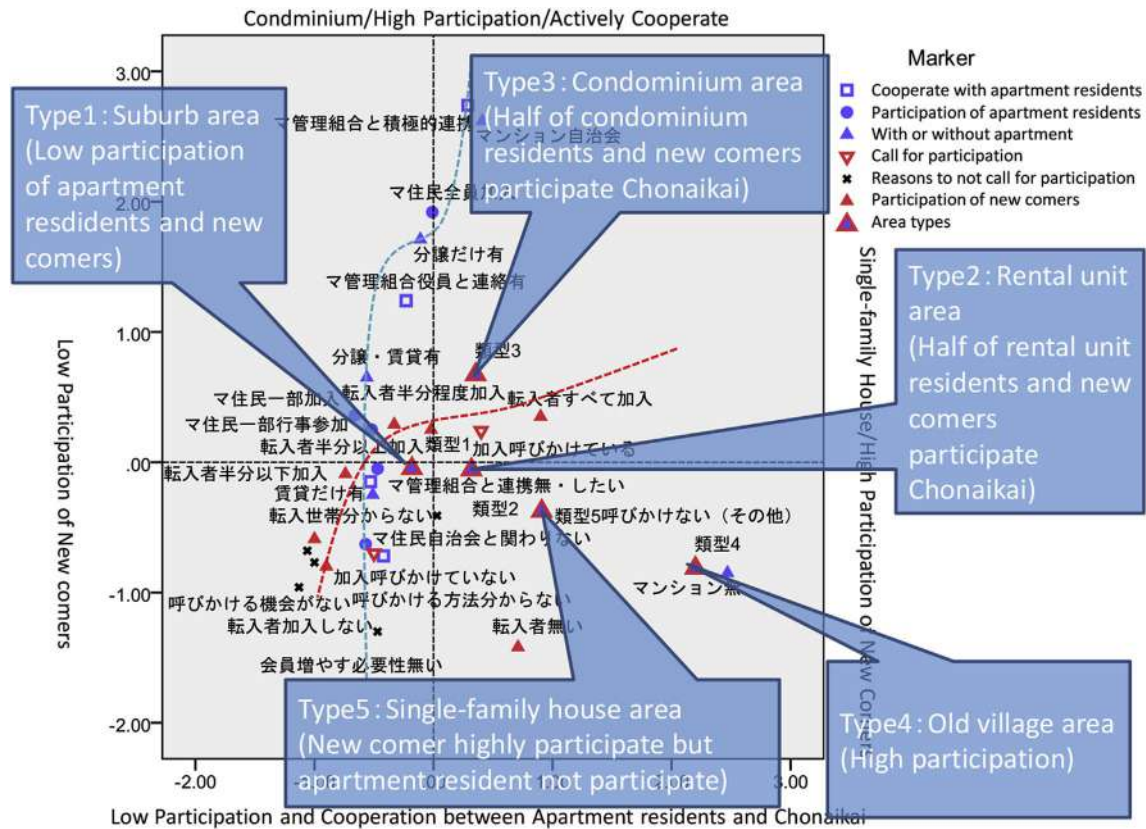 Condminium/High Participation/Actively Cooperate
3.00
2.00
1.00
.00
-1.00
-2.00
Low Participation of New comers
Type1：Suburb area
(Low participation
of apartment
resdidents and new
comers)
Type3：Condominium area
(Half of condominium
residents and new comers
participate Chonaikai)
Marker
Cooperate with apartment residents
Participation of apartment residents
With or without apartment
Call for participation
Reasons to not call for participation
Participation of new comers
Area types
Type2：Rental unit
area
(Half of rental unit
residents and new
comers
participate
Chonaikai)
Single-family House/High Participation of New Comers
マ管理組合と積極的連携
マンション自治会
マ住民全員
分譲だけ有
マ管理組合役員と連絡有
分譲・賃貸有
類型3
マ住民一部加入
転入者半分程度加入
転入者すべて加入
マ住民一部行事参加
転入者半分以上加入
類型1
加入呼びかけている
転入者半分以下加入
マ管理組合と連携無・したい
賃貸だけ有
類型2
類型5
呼びかけない（その他）
転入世帯分からない
マ住民自治会と関わりない
類型4
加入呼びかけていない
マンション無
呼びかける機会がない
呼びかける方法分からない
転入者加入しない
転入者無い
会員増やす必要性無い
Type5：Single-family house area
(New comer highly participate but
apartment resident not participate)
Type4：Old village area
(High participation)
-2.00
-1.00
.00
1.00
2.00
3.00
Low Participation and Cooperation between Apartment residents and Chonaikai